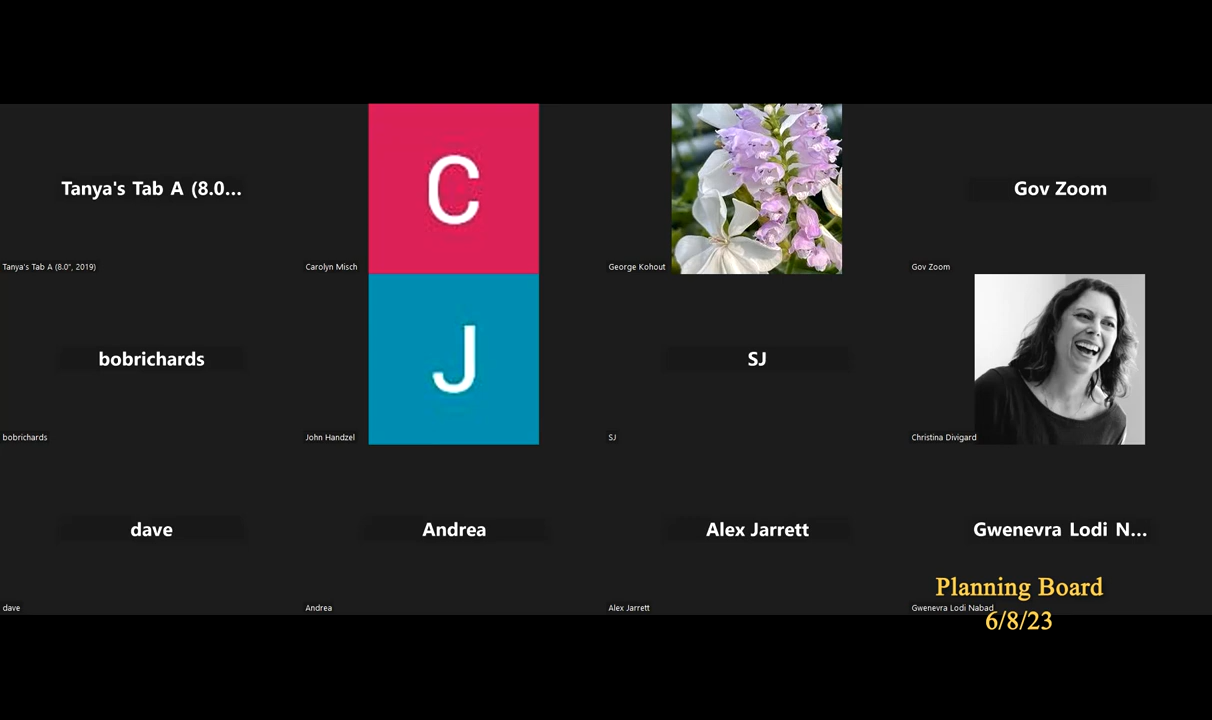 Tanya's Tab A (8.0...
Tanya's Tab A (8.0", 2019)
C
Carolyn Misch
George Kohout
Gov Zoom
Gov Zoom
bobrichards
bobrichards
J
John Handzel
SJ
SJ
Christina Divigard
dave
dave
Andrea
Andrea
Alex Jarrett
Alex Jarrett
Gwenevra Lodi N...
Gwenevra Lodi Nabad
Planning Board
6/8/23